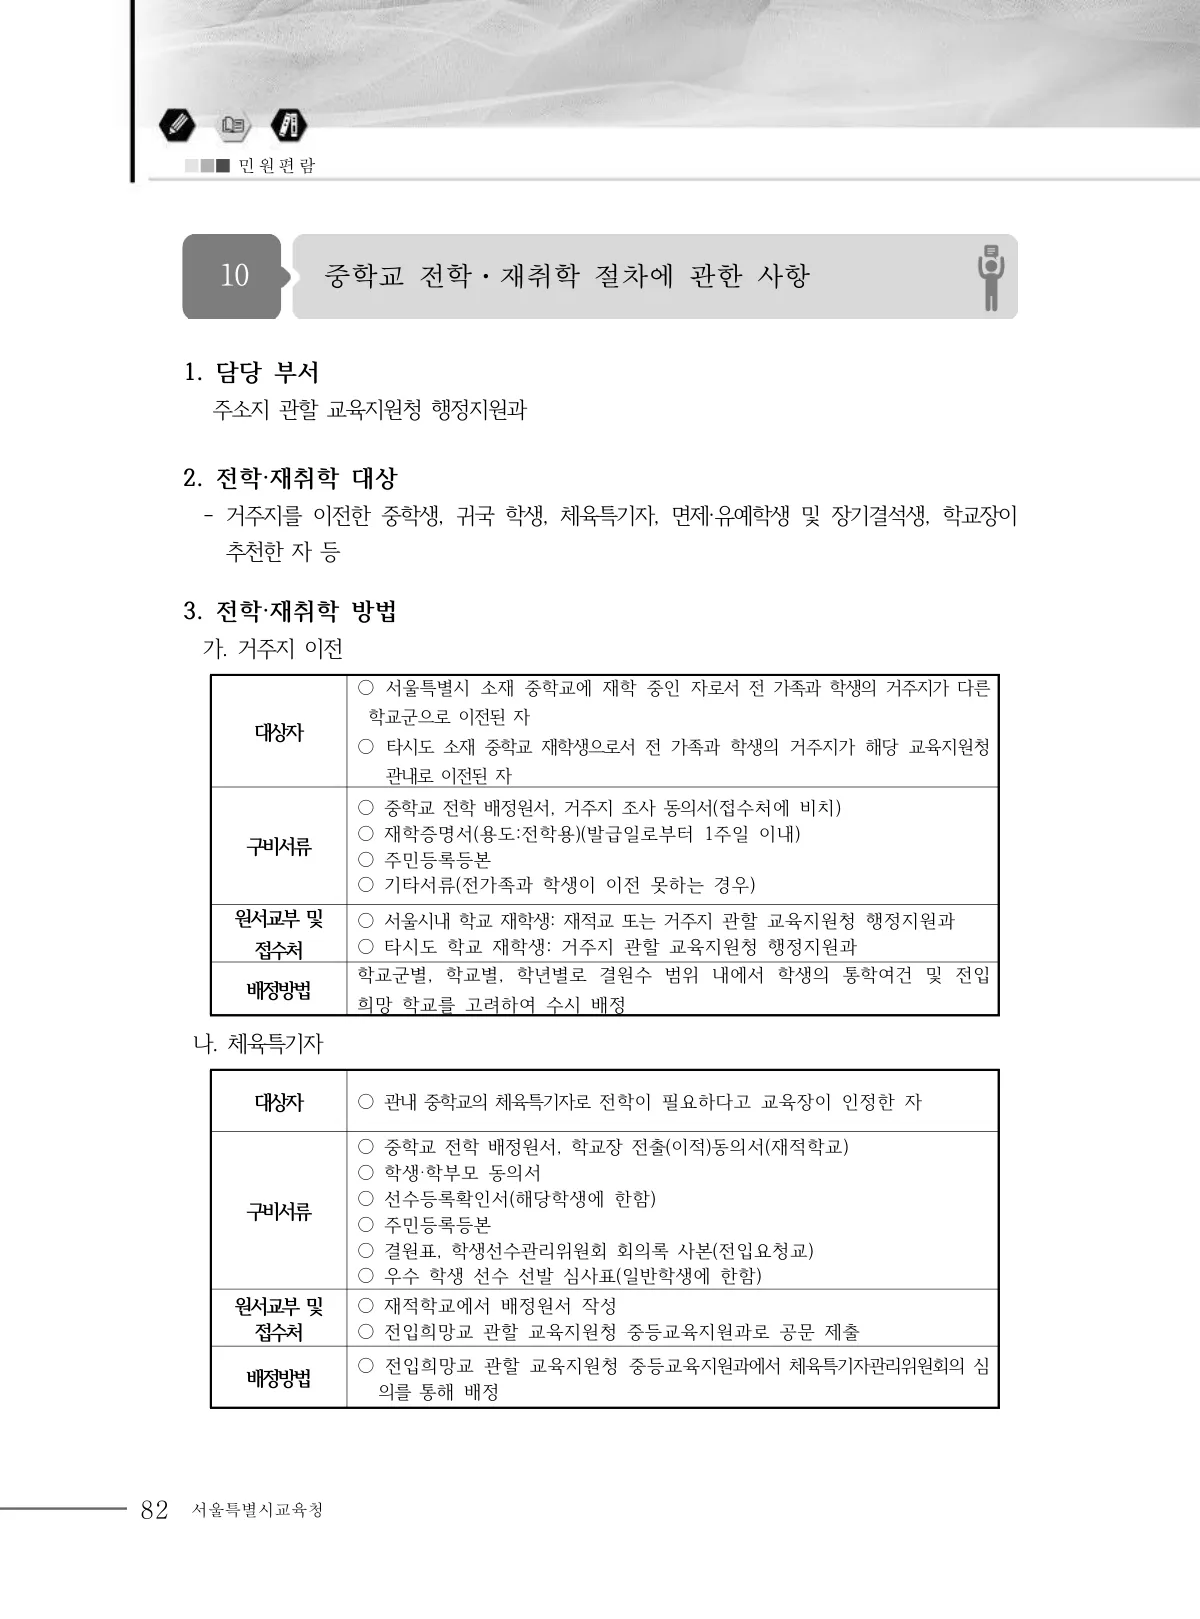 민원편람
10
중학교 전학·재취학 절차에 관한 사항
1. 담당 부서
주소지 관할 교육지원청 행정지원과
2. 전학·재취학 대상
- 거주지를 이전한 중학생, 귀국 학생, 체육특기자, 면제·유예학생 및 장기결석생, 학교장이
추천한 자 등
3. 전학·재취학 방법
가. 거주지 이전
대상자
○ 서울특별시 소재 중학교에 재학 중인 자로서 전 가족과 학생의 거주지가 다른
학교군으로 이전된 자
○ 타시도 소재 중학교 재학생으로서 전 가족과 학생의 거주지가 해당 교육지원청
관내로 이전된 자
구비서류
○ 중학교 전학 배정원서, 거주지 조사 동의서(접수처에 비치)
○ 재학증명서(용도:전학용)(발급일로부터 1주일 이내)
○ 주민등록등본
○ 기타서류(전가족과 학생이 이전 못하는 경우)
원서교부 및
접수처
○ 서울시내 학교 재학생: 재적교 또는 거주지 관할 교육지원청 행정지원과
○ 타시도 학교 재학생: 거주지 관할 교육지원청 행정지원과
배정방법
학교군별, 학교별, 학년별로 결원수 범위 내에서 학생의 통학여건 및 전입
희망 학교를 고려하여 수시 배정
나. 체육특기자
대상자
○ 관내 중학교의 체육특기자로 전학이 필요하다고 교육장이 인정한 자
구비서류
○ 중학교 전학 배정원서, 학교장 전출(이적)동의서(재적학교)
○ 학생·학부모 동의서
○ 선수등록확인서(해당학생에 한함)
○ 주민등록등본
○ 결원표, 학생선수관리위원회 회의록 사본(전입요청교)
○ 우수 학생 선수 선발 심사표(일반학생에 한함)
원서교부 및
접수처
○ 재적학교에서 배정원서 작성
○ 전입희망교 관할 교육지원청 중등교육지원과로 공문 제출
배정방법
○ 전입희망교 관할 교육지원청 중등교육지원과에서 체육특기자관리위원회의 심
의를 통해 배정
82 서울특별시교육청